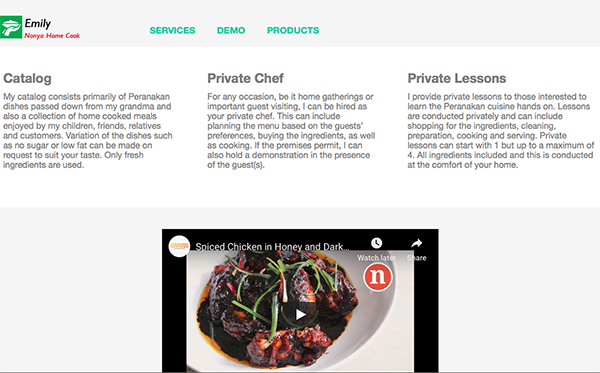 Emily
Nonya Home Cook
SERVICES DEMO PRODUCTS
Catalog
My catalog consists primarily of Peranakan
dishes passed down from my grandma and
also a collection of home cooked meals
enjoyed by my children, friends, relatives
and customers. Variation of the dishes such
as no sugar or low fat can be made on
request to suit your taste. Only fresh
ingredients are used.
Private Chef
For any occasion, be it home gatherings or
important guest visiting, I can be hired as
your private chef. This can include
planning the menu based on the guests'
preferences, buying the ingredients, as well
as cooking. If the premises permit, I can
also hold a demonstration in the presence
of the guest(s).
Private Lessons
I provide private lessons to those interested to
learn the Peranakan cuisine hands on. Lessons
are conducted privately and can include
shopping for the ingredients, cleaning,
preparation, cooking and serving. Private
lessons can start with 1 but up to a maximum of
4. All ingredients included and this is conducted
at the comfort of your home.
Spiced Chicken in Honey and Dark...
Watch later
Share
n